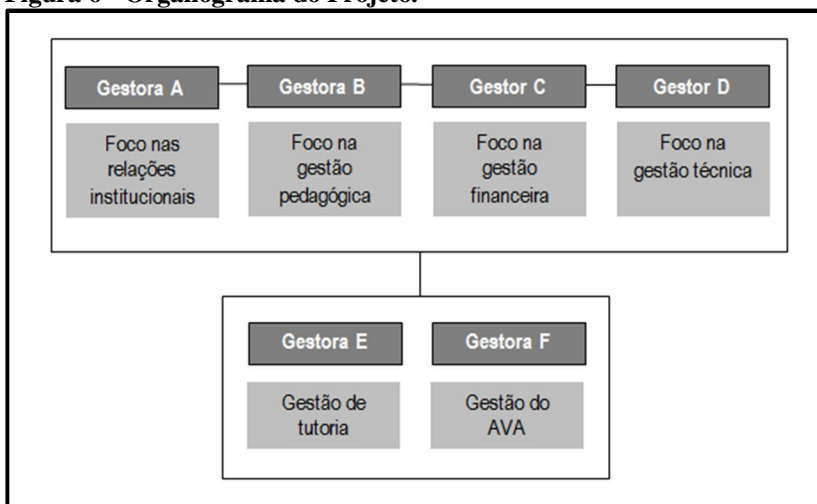 Figura 6 - Organograma do Projeto.
Gestora A
Gestora B
Gestor C
Gestor D
Foco nas
relações
institucionais
Foco na
gestão
pedagógica
Foco na
gestão
financeira
Foco na
gestão técnica
Gestora E
Gestora F
Gestão de
tutoria
Gestão do
AVA